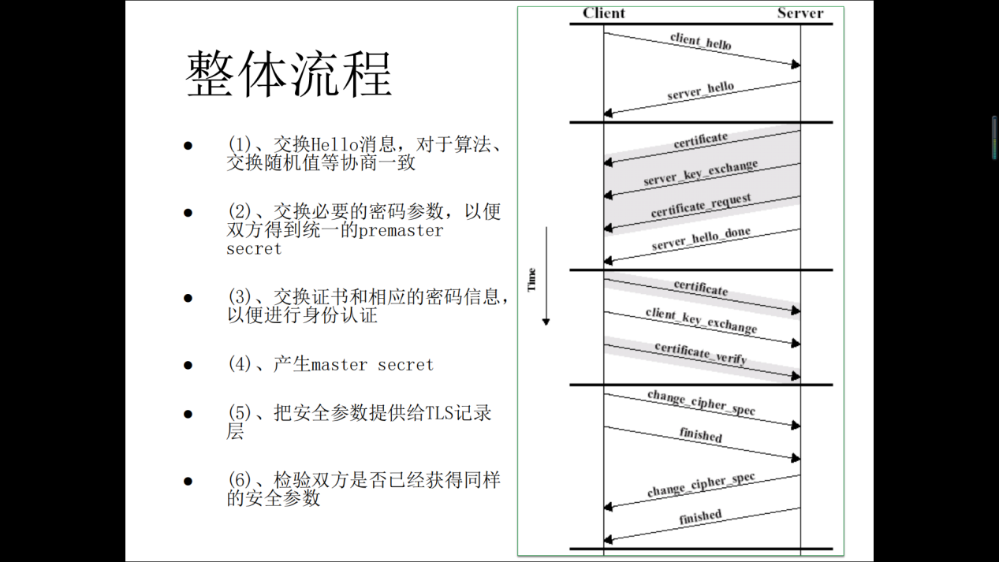 整体流程
● (1)、交换Hello消息，对于算法、
交换随机值等协商一致
● (2)、交换必要的密码参数，以便
双方得到统一的premaster
secret
● (3)、交换证书和相应的密码信息，
以便进行身份认证
● (4)、产生master secret
● (5)、把安全参数提供给TLS记录
层
● (6)、检验双方是否已经获得同样
的安全参数
Client Server
client_hello
server_hello
certificate
server_key_exchange
certificate_request
server_hello_done
Time
certificate
client_key_exchange
certificate_verify
change_cipher_spec
finished
change_cipher_spec
finished